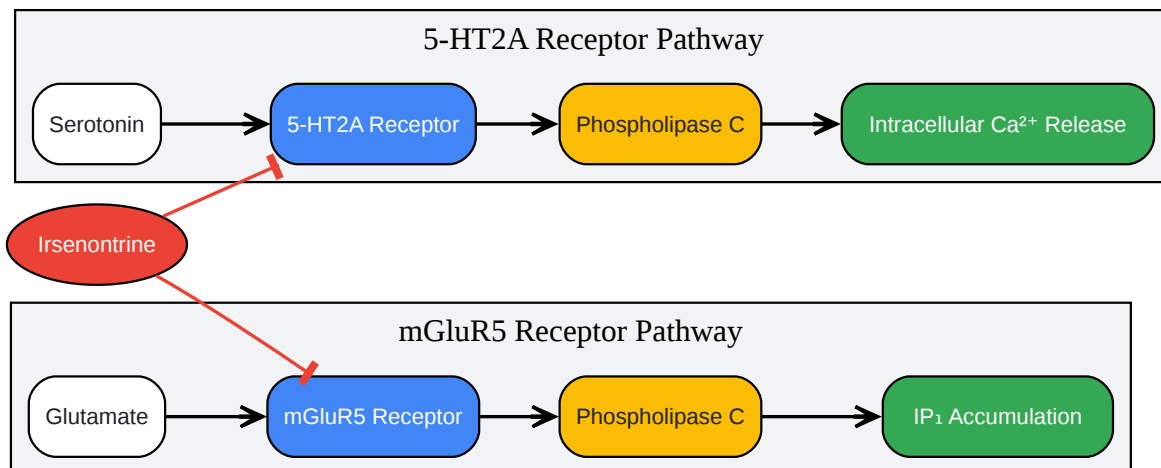 5-HT2A Receptor Pathway
Serotonin
5-HT2A Receptor
Phospholipase C
Intracellular Ca²⁺ Release
Irsenontrine
mGluR5 Receptor Pathway
Glutamate
mGluR5 Receptor
Phospholipase C
IP₁ Accumulation